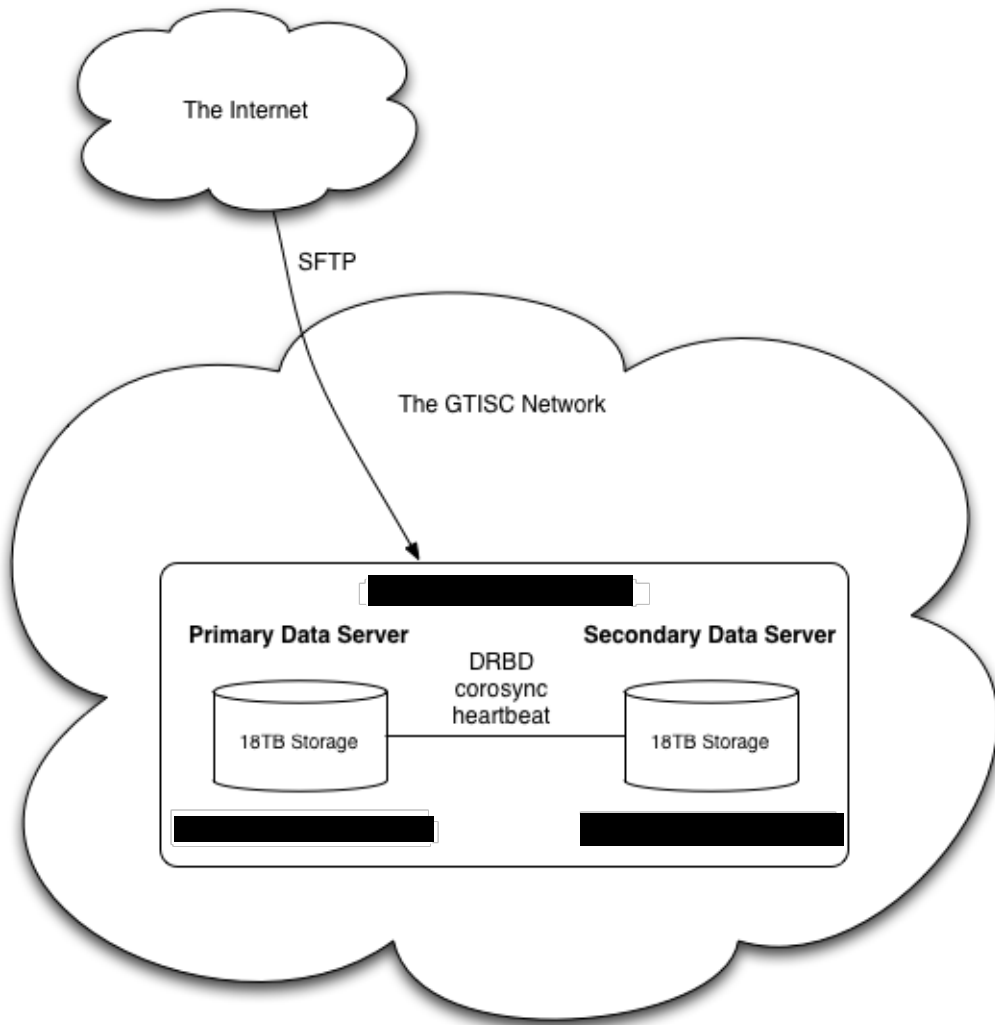 The Internet
SFTP
The GTISC Network
Primary Data Server
Secondary Data Server
DRBD
corosync
heartbeat
18TB Storage
18TB Storage